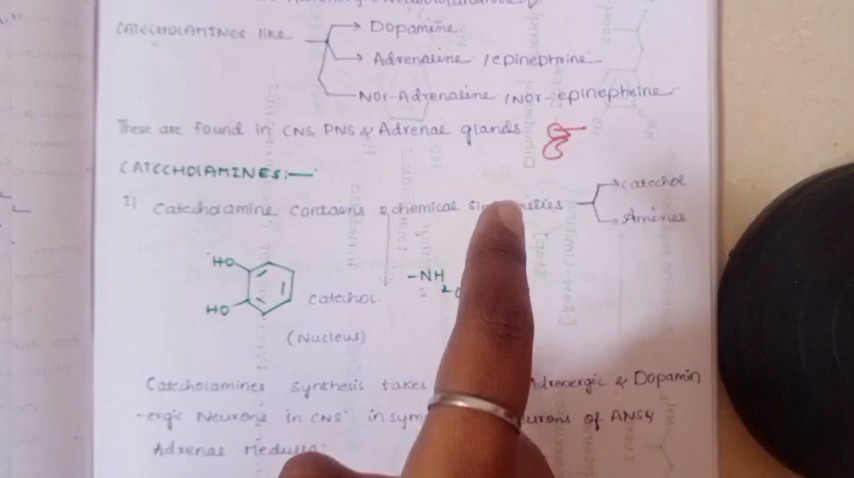 CATECHOLAMINES like
Dopamine
Adrenaline /epinephrine
Nor-Adrenaline /Nor-epinephrine
These are found in CNS, PNS & Adrenal glands
CATECHOLAMINES:-
1) Catecholamine contains 2 chemical
Catechol
Amines
HO
HO
catechol
-NH2
(Nucleus)
Catecholamines synthesis takes Adrenergic & Dopamin
-ergic Neurons in CNS in sym of ANS &
Adrenal Medulla